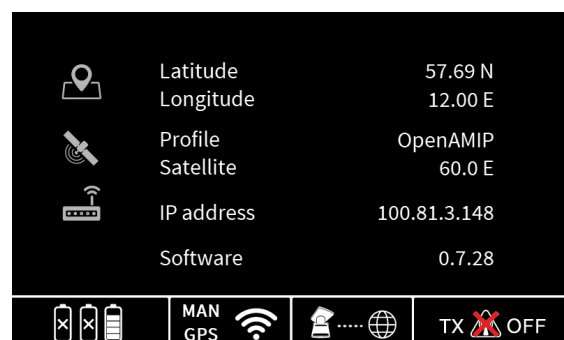 Latitude 57.69 N
Longitude 12.00 E
Profile OpenAMIP
Satellite 60.0 E
IP address 100.81.3.148
Software 0.7.28
MAN
GPS
TX OFF